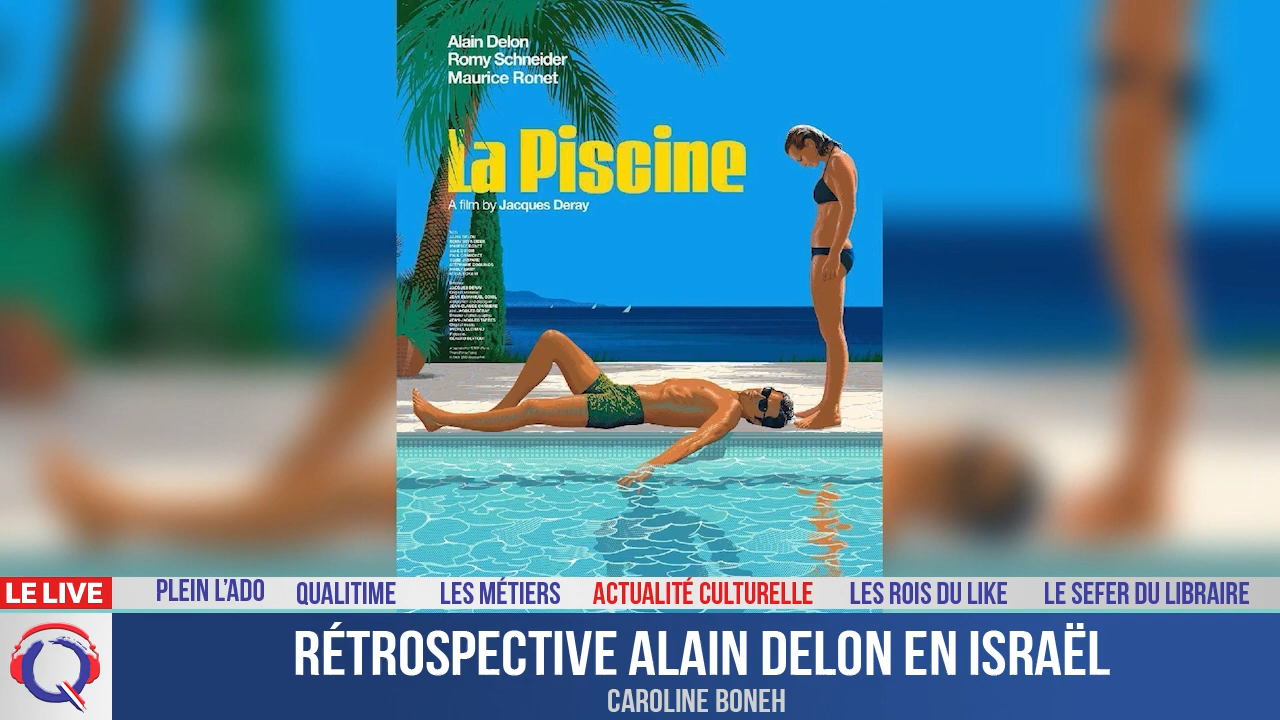 Alain Delon
Romy Schneider
Maurice Ronet
La Piscine
A film by Jacques Deray
LE LIVE
PLEIN L'ADO
QUALITIME
LES MÉTIERS
ACTUALITÉ CULTURELLE
LES ROIS DU LIKE
LE SEFER DU LIBRAIRE
RÉTROSPECTIVE ALAIN DELON EN ISRAËL
CAROLINE BONEH